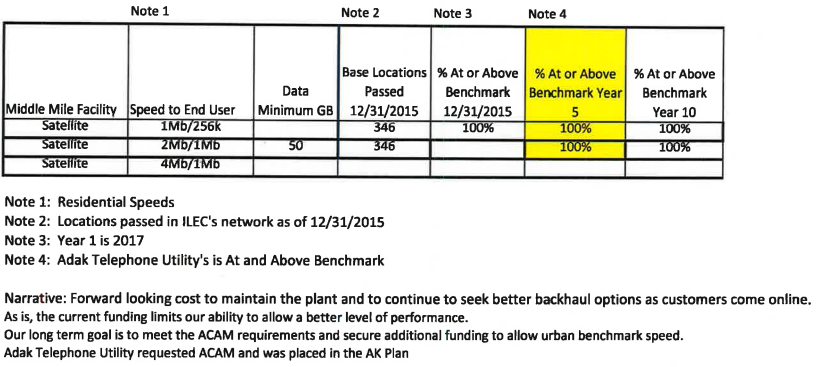 Note 1 Note 2 Note 3 Note 4
Base Locations % At or Above % At or Above % At or Above
Data Passed Benchmark Benchmark Year Benchmark
Middle Mile Facility Speed to End User Minimum GB 12/31/2015 12/31/2015 5 Year 10
Satellite 1Mb/256k 346 100% 100% 100%
Satellite 2Mb/1Mb 50 346 100% 100%
Satellite 4Mb/1Mb
Note 1: Residential Speeds
Note 2: Locations passed in ILEC's network as of 12/31/2015
Note 3: Year 1 is 2017
Note 4: Adak Telephone Utility's is At and Above Benchmark
Narrative: Forward looking cost to maintain the plant and to continue to seek better backhaul options as customers come online.
As is, the current funding limits our ability to allow a better level of performance.
Our long term goal is to meet the ACAM requirements and secure additional funding to allow urban benchmark speed.
Adak Telephone Utility requested ACAM and was placed in the AK Plan